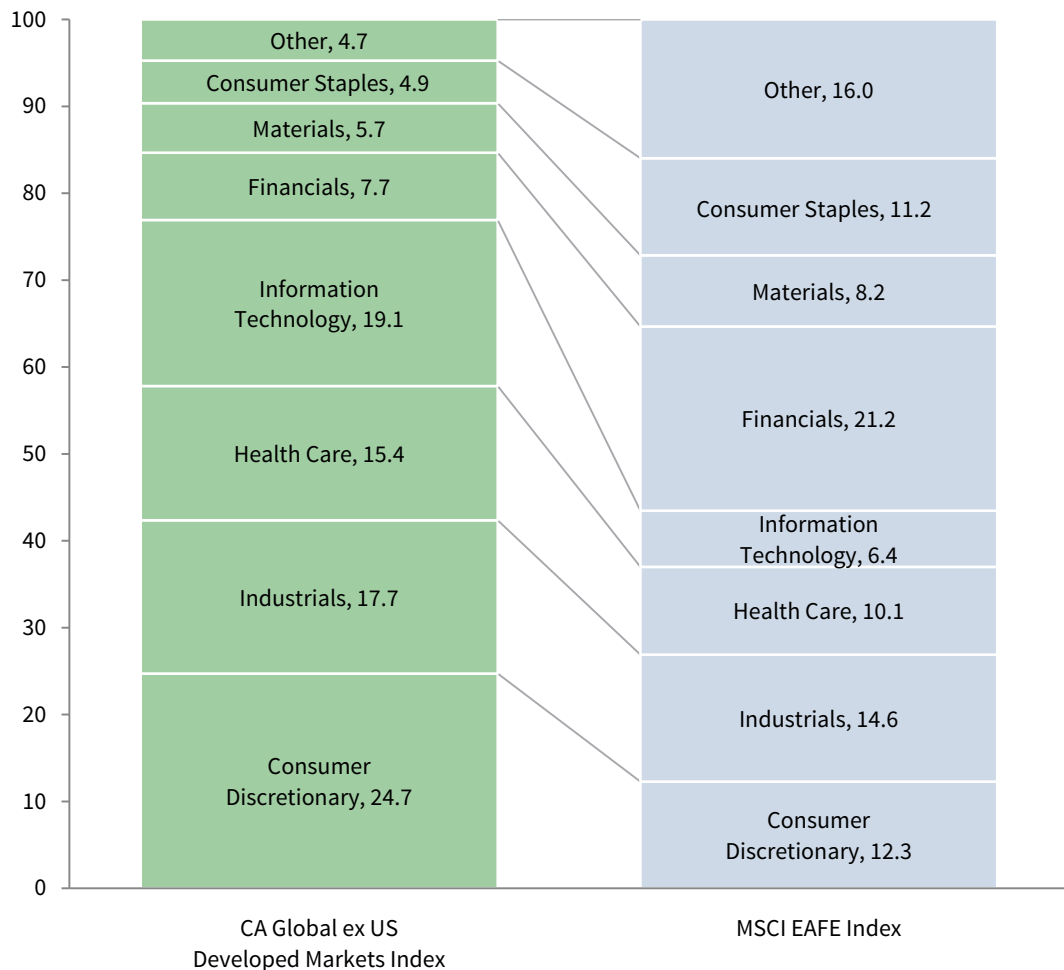 100
90
80
70
60
50
40
30
20
10
0
Other, 4.7
Consumer Staples, 4.9
Materials, 5.7
Financials, 7.7
Information
Technology, 19.1
Health Care, 15.4
Industrials, 17.7
Consumer
Discretionary, 24.7
Other, 16.0
Consumer Staples, 11.2
Materials, 8.2
Financials, 21.2
Information
Technology, 6.4
Health Care, 10.1
Industrials, 14.6
Consumer
Discretionary, 12.3
CA Global ex US
Developed Markets Index
MSCI EAFE Index